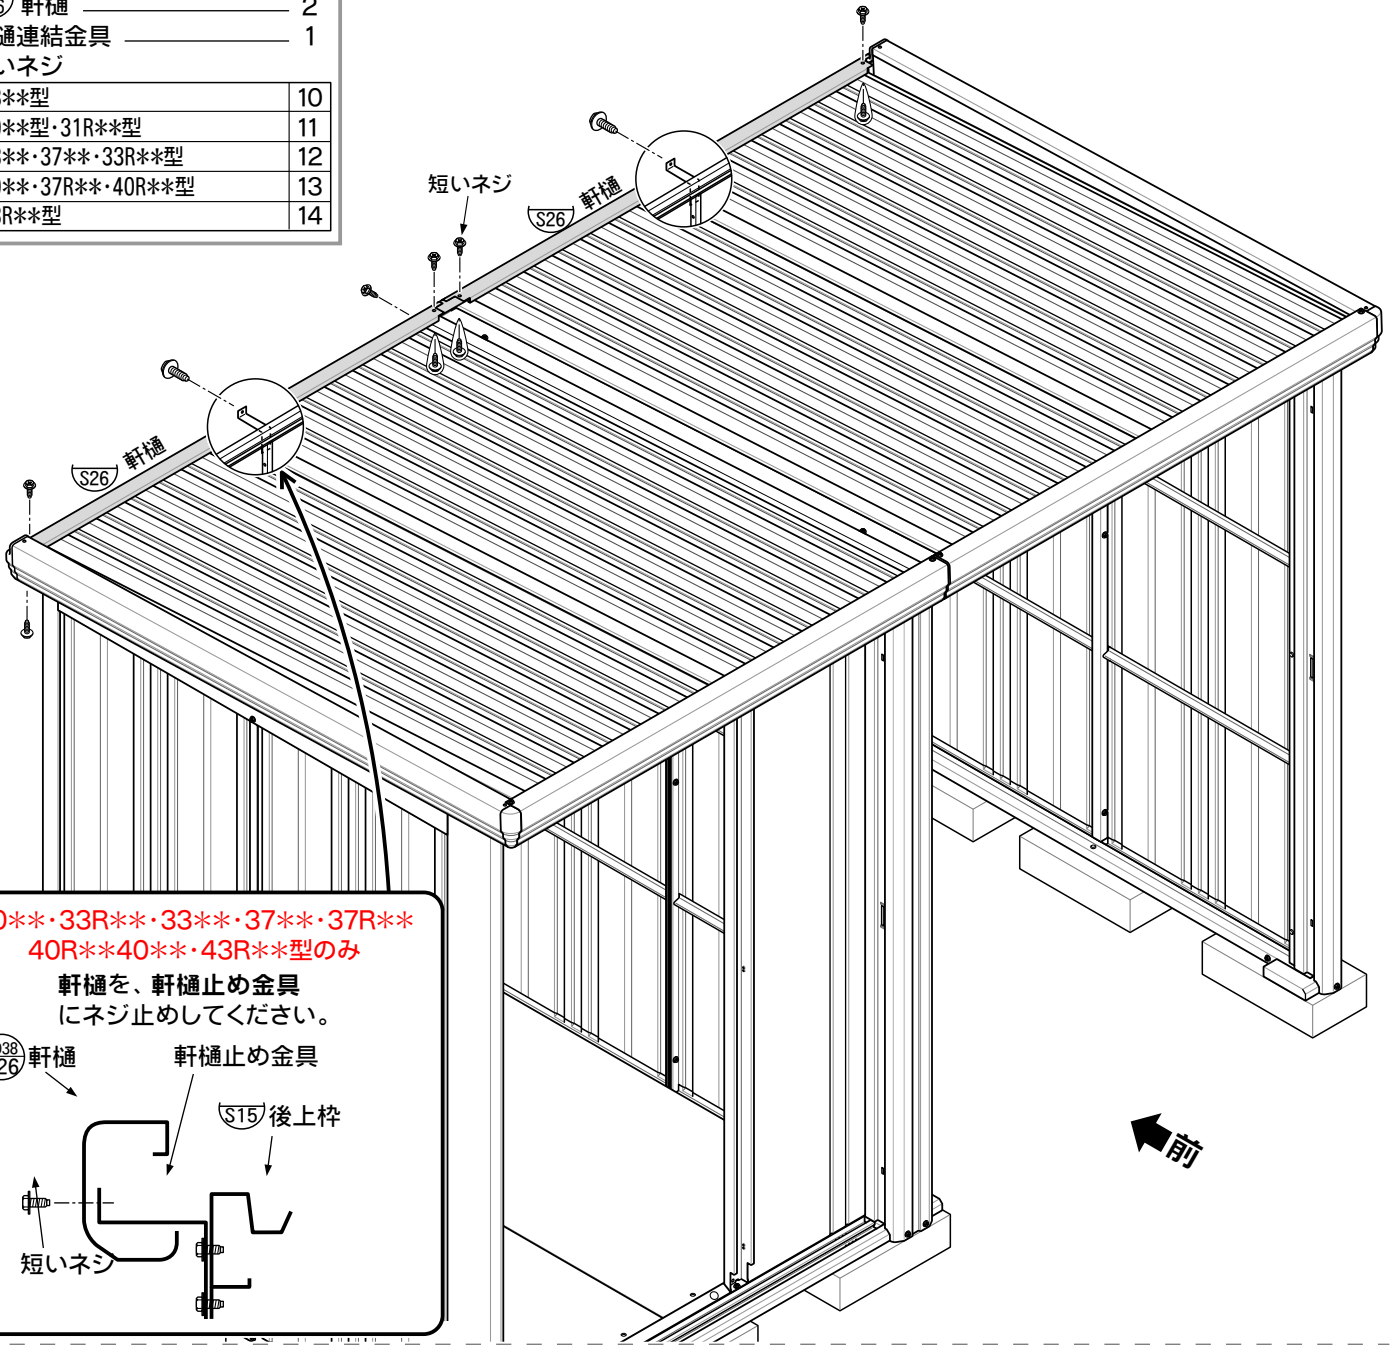 軒樋 2
通連結金具 1
いネジ
**型 10
**型･31R**型 11
**･37**･33R**型 12
**･37R**･40R**型 13
R**型 14
短いネジ
S26 軒樋
S26 軒樋
0**･33R**･33**･37**･37R**
40R**40**･43R**型のみ
軒樋を、軒樋止め金具
にネジ止めしてください。
38
26 軒樋
軒樋止め金具
S15 後上枠
短いネジ
前